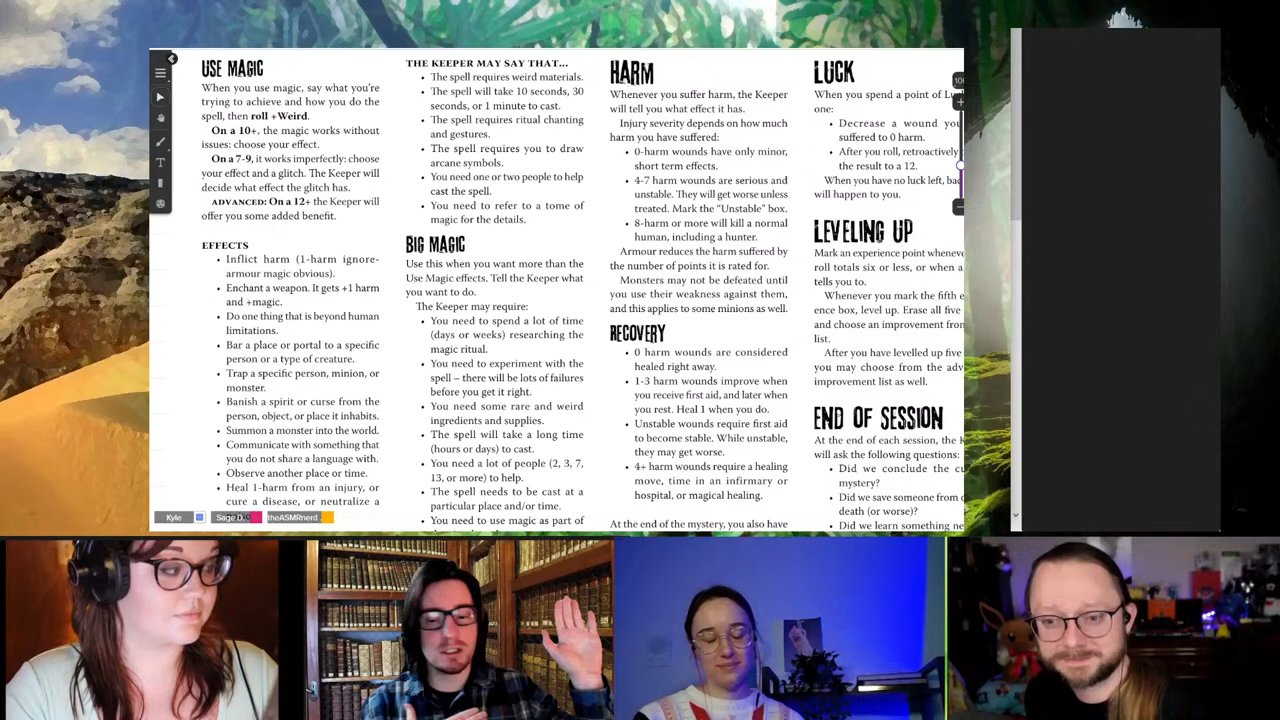 USE MAGIC
When you use magic, say what you're
trying to achieve and how you do the
spell, then roll +Weird.
On a 10+, the magic works without
issues: choose your effect.
On a 7-9, it works imperfectly: choose
your effect and a glitch. The Keeper will
decide what effect the glitch has.
ADVANCED: On a 12+ the Keeper will
offer you some added benefit.
EFFECTS
• Inflict harm (1-harm ignore-
armour magic obvious).
• Enchant a weapon. It gets +1 harm
and +magic.
• Do one thing that is beyond human
limitations.
• Bar a place or portal to a specific
person or a type of creature.
• Trap a specific person, minion, or
monster.
• Banish a spirit or curse from the
person, object, or place it inhabits.
• Summon a monster into the world.
• Communicate with something that
you do not share a language with.
• Observe another place or time.
• Heal 1-harm from an injury, or
cure a disease, or neutralize a
Kyle
Sage D.
theASMRnerd
THE KEEPER MAY SAY THAT...
• The spell requires weird materials.
• The spell will take 10 seconds, 30
seconds, or 1 minute to cast.
• The spell requires ritual chanting
and gestures.
• The spell requires you to draw
arcane symbols.
• You need one or two people to help
cast the spell.
• You need to refer to a tome of
magic for the details.
BIG MAGIC
Use this when you want more than the
Use Magic effects. Tell the Keeper what
you want to do.
The Keeper may require:
• You need to spend a lot of time
(days or weeks) researching the
magic ritual.
• You need to experiment with the
spell – there will be lots of failures
before you get it right.
• You need some rare and weird
ingredients and supplies.
• The spell will take a long time
(hours or days) to cast.
• You need a lot of people (2, 3, 7,
13, or more) to help.
• The spell needs to be cast at a
particular place and/or time.
• You need to use magic as part of
HARM
Whenever you suffer harm, the Keeper
will tell you what effect it has.
Injury severity depends on how much
harm you have suffered:
• 0-harm wounds have only minor,
short term effects.
• 4-7 harm wounds are serious and
unstable. They will get worse unless
treated. Mark the "Unstable" box.
• 8-harm or more will kill a normal
human, including a hunter.
Armour reduces the harm suffered by
the number of points it is rated for.
Monsters may not be defeated until
you use their weakness against them,
and this applies to some minions as well.
RECOVERY
• 0 harm wounds are considered
healed right away.
• 1-3 harm wounds improve when
you receive first aid, and later when
you rest. Heal 1 when you do.
• Unstable wounds require first aid
to become stable. While unstable,
they may get worse.
• 4+ harm wounds require a healing
move, time in an infirmary or
hospital, or magical healing.
At the end of the mystery, you also have
LUCK
When you spend a point of Lu
one:
• Decrease a wound you
suffered to 0 harm.
• After you roll, retroactively
the result to a 12.
When you have no luck left, bad
will happen to you.
LEVELING UP
Mark an experience point wheneve
roll totals six or less, or when a
tells you to.
Whenever you mark the fifth e
ence box, level up. Erase all five
and choose an improvement from
list.
After you have levelled up five
you may choose from the adv
improvement list as well.
END OF SESSION
At the end of each session, the K
will ask the following questions:
• Did we conclude the cu
mystery?
• Did we save someone from
death (or worse)?
• Did we learn something ne